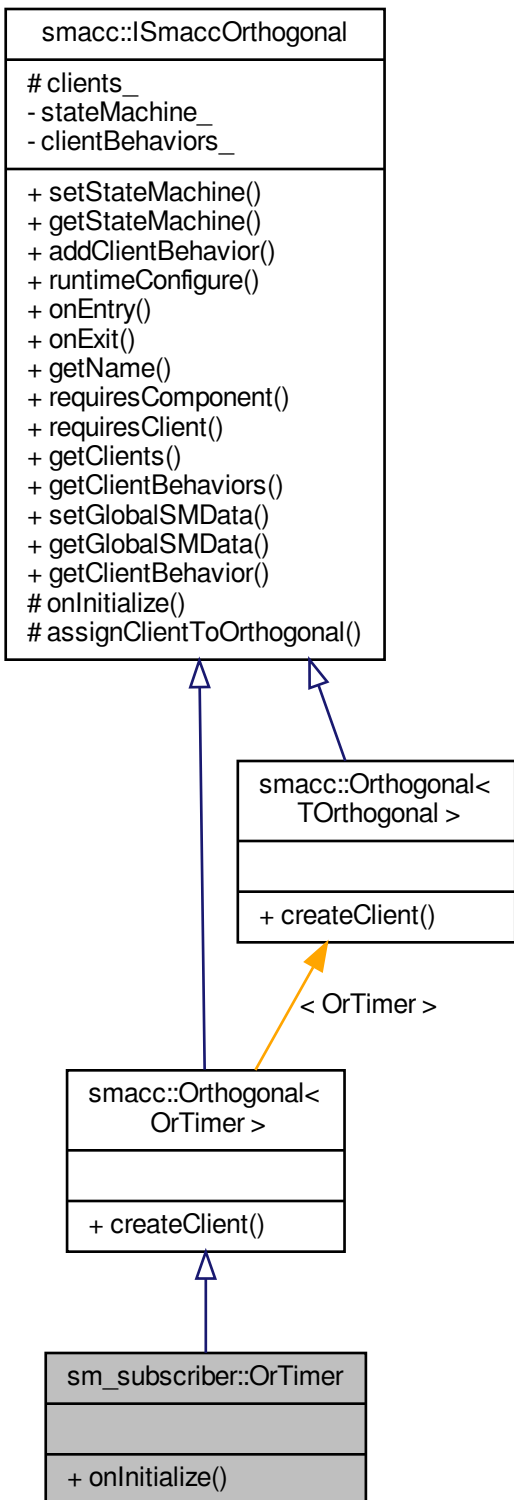 smacc::ISmaccOrthogonal
# clients_
- stateMachine_
- clientBehaviors_
+ setStateMachine()
+ getStateMachine()
+ addClientBehavior()
+ runtimeConfigure()
+ onEntry()
+ onExit()
+ getName()
+ requiresComponent()
+ requiresClient()
+ getClients()
+ getClientBehaviors()
+ setGlobalSMData()
+ getGlobalSMData()
+ getClientBehavior()
# onInitialize()
# assignClientToOrthogonal()
smacc::Orthogonal<
TOrthogonal >
+ createClient()
< OrTimer >
smacc::Orthogonal<
OrTimer >
+ createClient()
sm_subscriber::OrTimer
+ onInitialize()